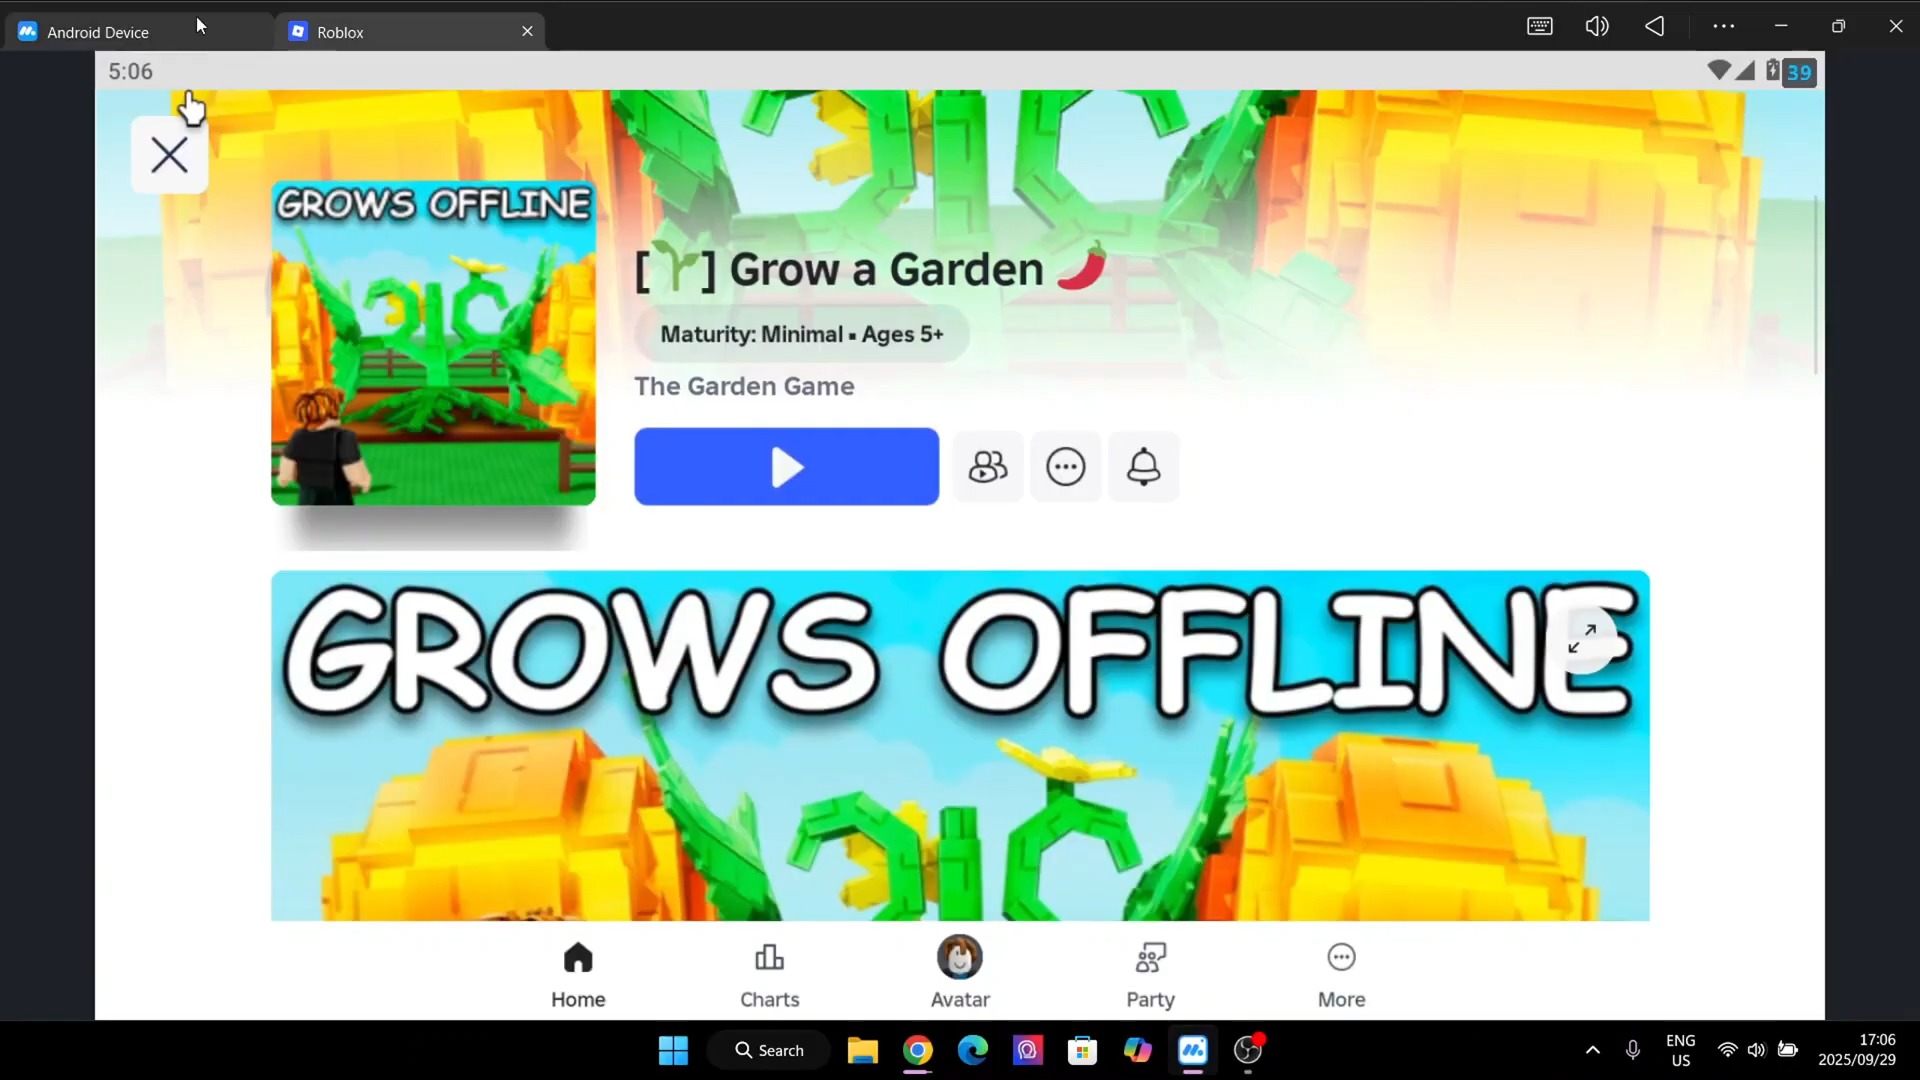 Android Device
Roblox
5:06
39
GROWS OFFLINE
[🌱] Grow a Garden 🌶️
Maturity: Minimal ▪ Ages 5+
The Garden Game
GROWS OFFLINE
Home
Charts
Avatar
Party
More
Search
ENG
US
17:06
2025/09/29